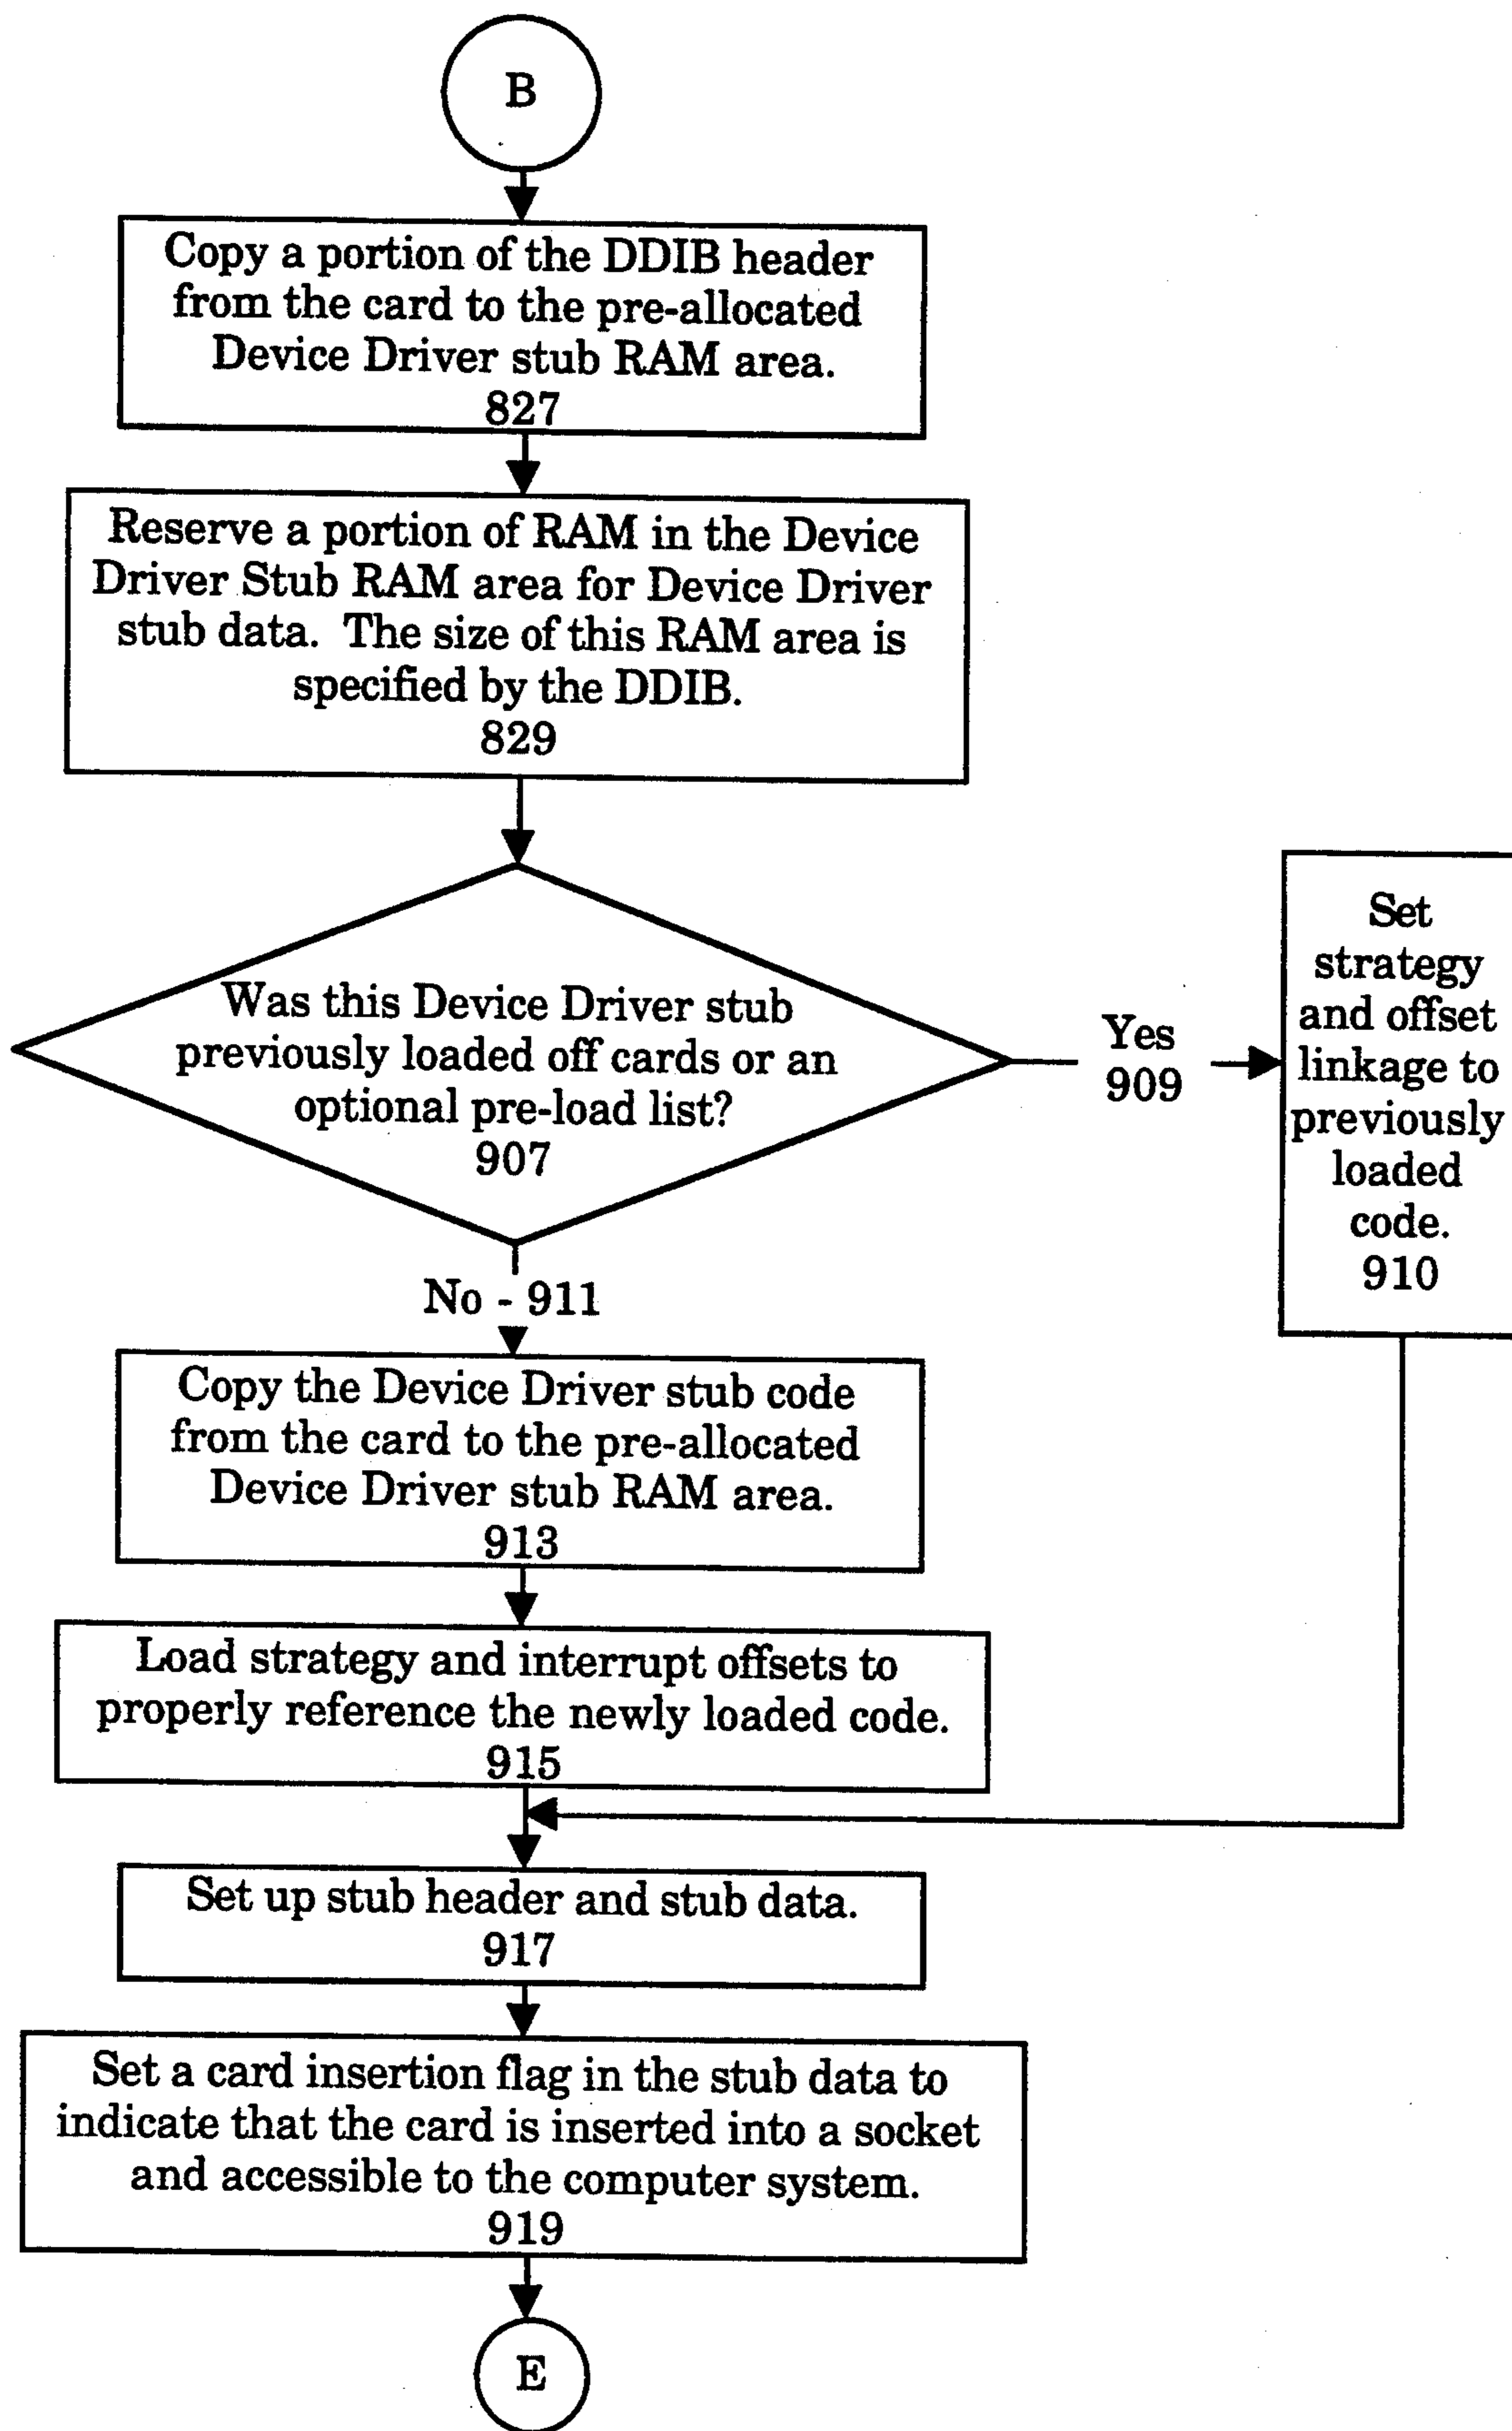 B
Copy a portion of the DDIB header
from the card to the pre-allocated
Device Driver stub RAM area.
827
Reserve a portion of RAM in the Device
Driver Stub RAM area for Device Driver
stub data. The size of this RAM area is
specified by the DDIB.
829
Was this Device Driver stub
previously loaded off cards or an
optional pre-load list?
907
Yes
909
Set
strategy
and offset
linkage to
previously
loaded
code.
910
No - 911
Copy the Device Driver stub code
from the card to the pre-allocated
Device Driver stub RAM area.
913
Load strategy and interrupt offsets to
properly reference the newly loaded code.
915
Set up stub header and stub data.
917
Set a card insertion flag in the stub data to
indicate that the card is inserted into a socket
and accessible to the computer system.
919
E